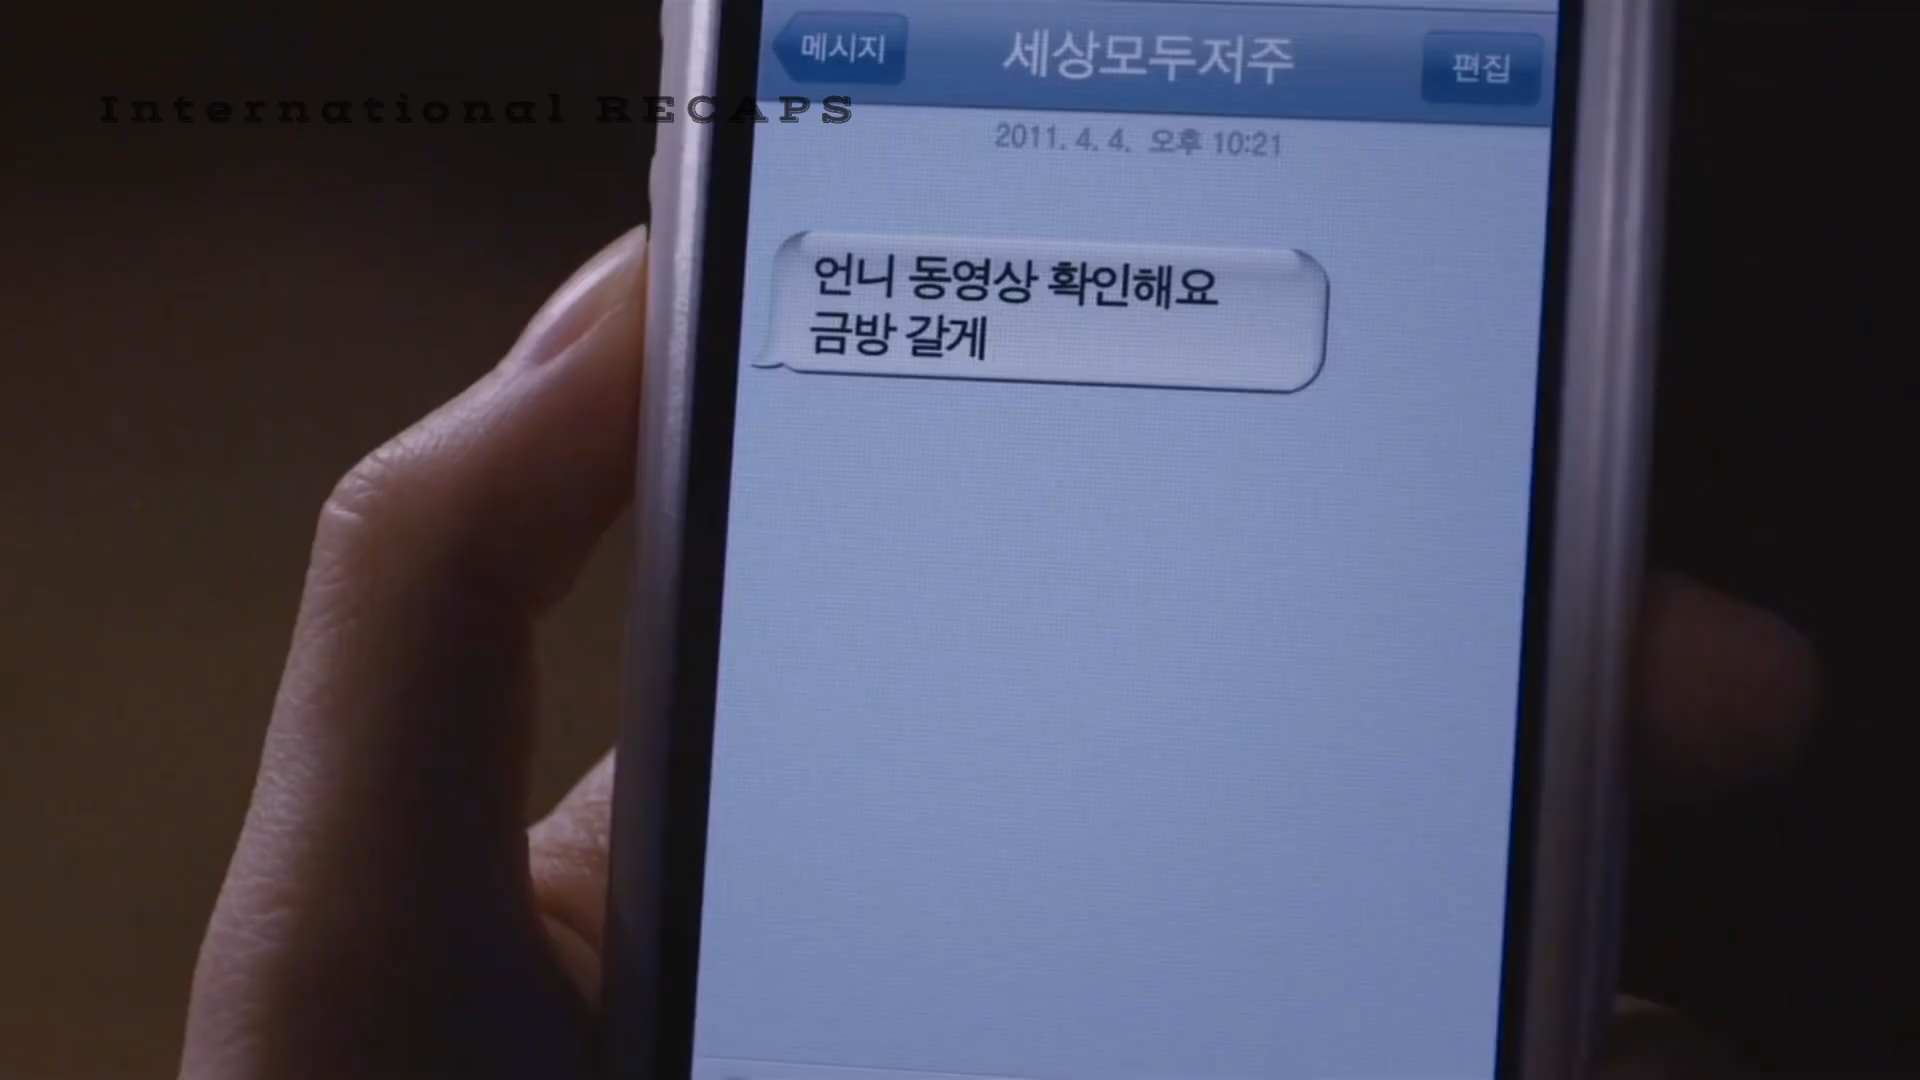 메시지
세상모두저주
편집
International RECAPS
2011. 4. 4. 오후 10:21
언니 동영상 확인해요
금방 갈게